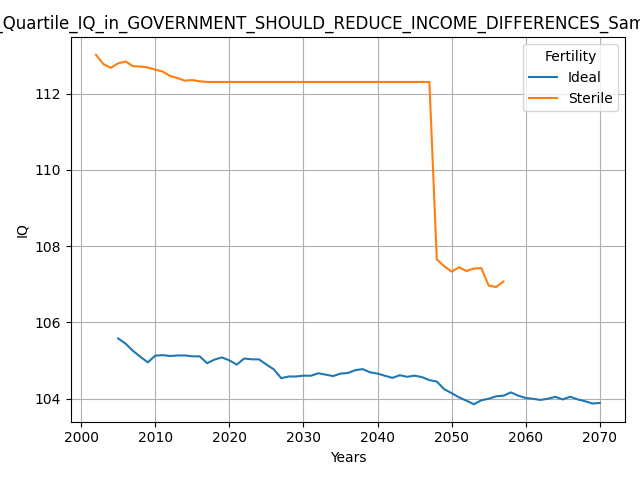 _Quartile_IQ_in_GOVERNMENT_SHOULD_REDUCE_INCOME_DIFFERENCES_Sam
Fertility
Ideal
Sterile
112
110
108
106
104
IQ
2000 2010 2020 2030 2040 2050 2060 2070
Years